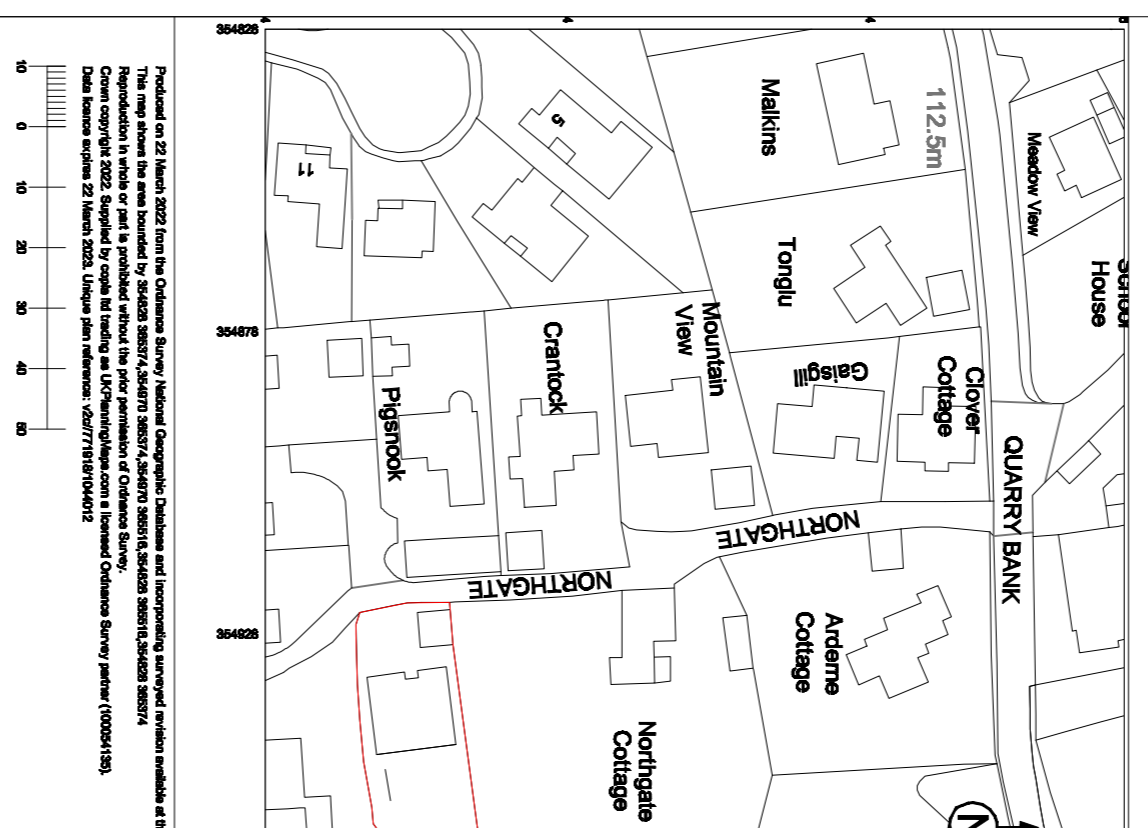 354826
354876
354926
5
11
Malkins
112.5m
Meadow View
School
House
Tonglu
Mountain
View
Gaisgill
Clover
Cottage
Crantock
Pigsnook
QUARRY BANK
NORTHGATE
NORTHGATE
Arderne
Cottage
Northgate
Cottage
N
Produced on 22 March 2022 from the Ordnance Survey National Geographic Database and incorporating surveyed revision available at th
This map shows the area bounded by 354826 365374,354970 365374,354970 365516,354826 365516,354826 365374
Reproduction in whole or part is prohibited without the prior permission of Ordnance Survey.
Crown copyright 2022. Supplied by copla ltd trading as UKPlanningMaps.com a licensed Ordnance Survey partner (100054135).
Data licence expires 22 March 2023. Unique plan reference: v2c//771918/1044012
10 0 10 20 30 40 50